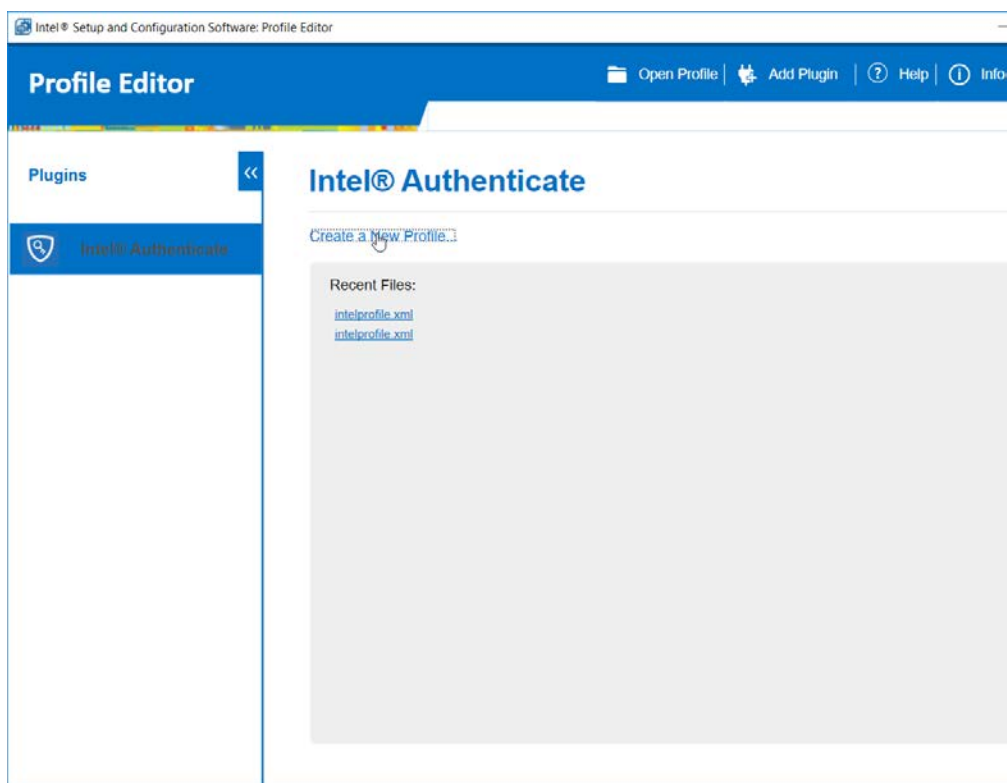 Intel® Setup and Configuration Software: Profile Editor
Profile Editor
Open Profile
Add Plugin
Help
Info
Plugins
Intel® Authenticate
Intel® Authenticate
Create a New Profile...
Recent Files:
intelprofile.xml
intelprofile.xml